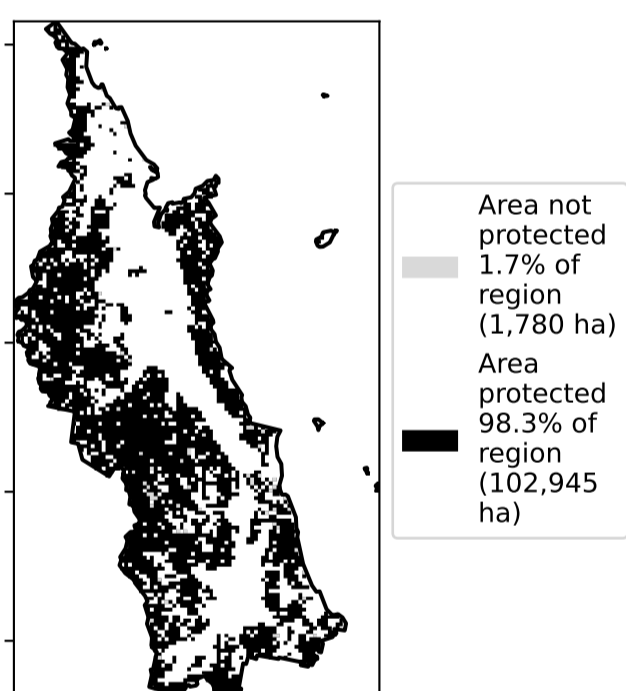 Area not
protected
1.7% of
region
(1,780 ha)
Area
protected
98.3% of
region
(102,945
ha)